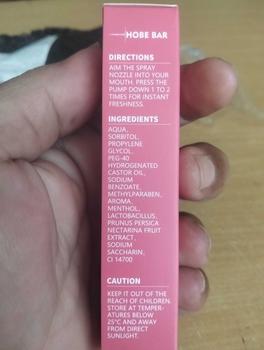 HOBE BAR
DIRECTIONS
AIM THE SPRAY
NOZZLE INTO YOUR
MOUTH. PRESS THE
PUMP DOWN 1 TO 2
TIMES FOR INSTANT
FRESHNESS.
INGREDIENTS
AQUA,
SORBITOL,
PROPYLENE
GLYCOL,
PEG-40
HYDROGENATED
CASTOR OIL,
SODIUM
BENZOATE,
METHYLPARABEN,
AROMA,
MENTHOL,
LACTOBACILLUS,
PRUNUS PERSICA
NECTARINA FRUIT
EXTRACT,
SODIUM
SACCHARIN,
CI 14700
CAUTION
KEEP IT OUT OF THE
REACH OF CHILDREN.
STORE AT TEMPER-
ATURES BELOW
25°C AND AWAY
FROM DIRECT
SUNLIGHT.